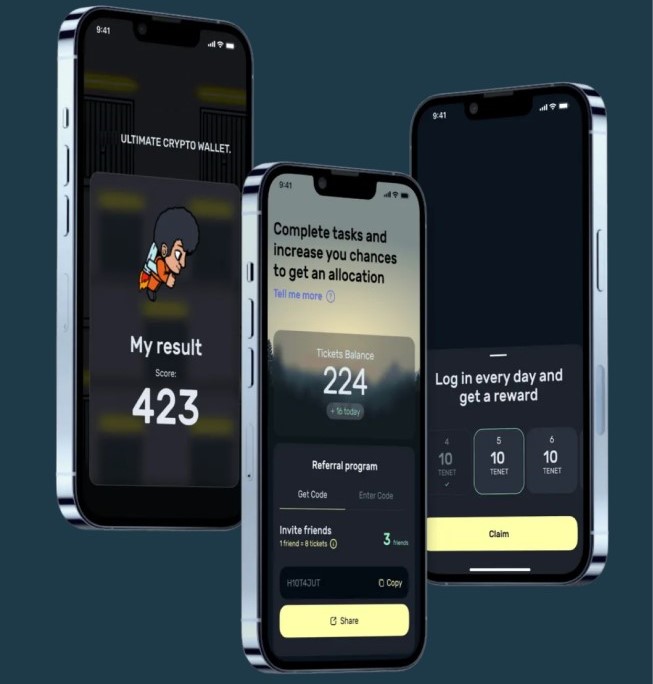 9:41
ULTIMATE CRYPTO WALLET.
My result
Score:
423
9:41
Complete tasks and
increase you chances
to get an allocation
Tell me more ?
Tickets Balance
224
+ 16 today
Referral program
Get Code
Enter Code
Invite friends
1 friend = 8 tickets
3 friends
H10T4JUT
Copy
Share
9:41
Log in every day and
get a reward
4
10
TENET
5
10
TENET
6
10
TENET
Claim